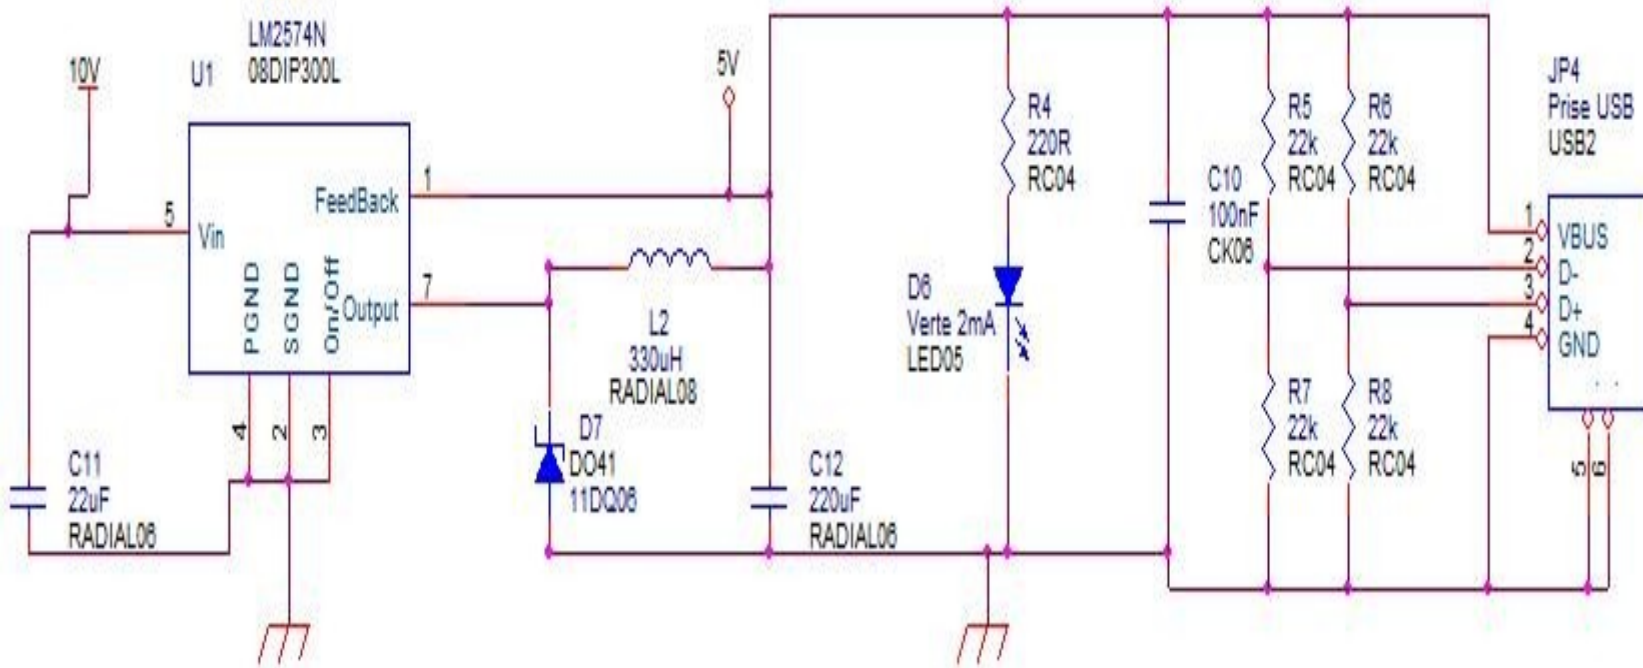 10V
U1
LM2574N
08DIP300L
5
Vin
FeedBack
1
Output
7
PGND
SGND
On/Off
4
2
3
C11
22uF
RADIAL06
5V
L2
330uH
RADIAL08
D7
DO41
11DQ06
C12
220uF
RADIAL06
R4
220R
RC04
D6
Verte 2mA
LED05
C10
100nF
CK06
R5
22k
RC04
R6
22k
RC04
R7
22k
RC04
R8
22k
RC04
JP4
Prise USB
USB2
1
VBUS
2
D-
3
D+
4
GND
5
6